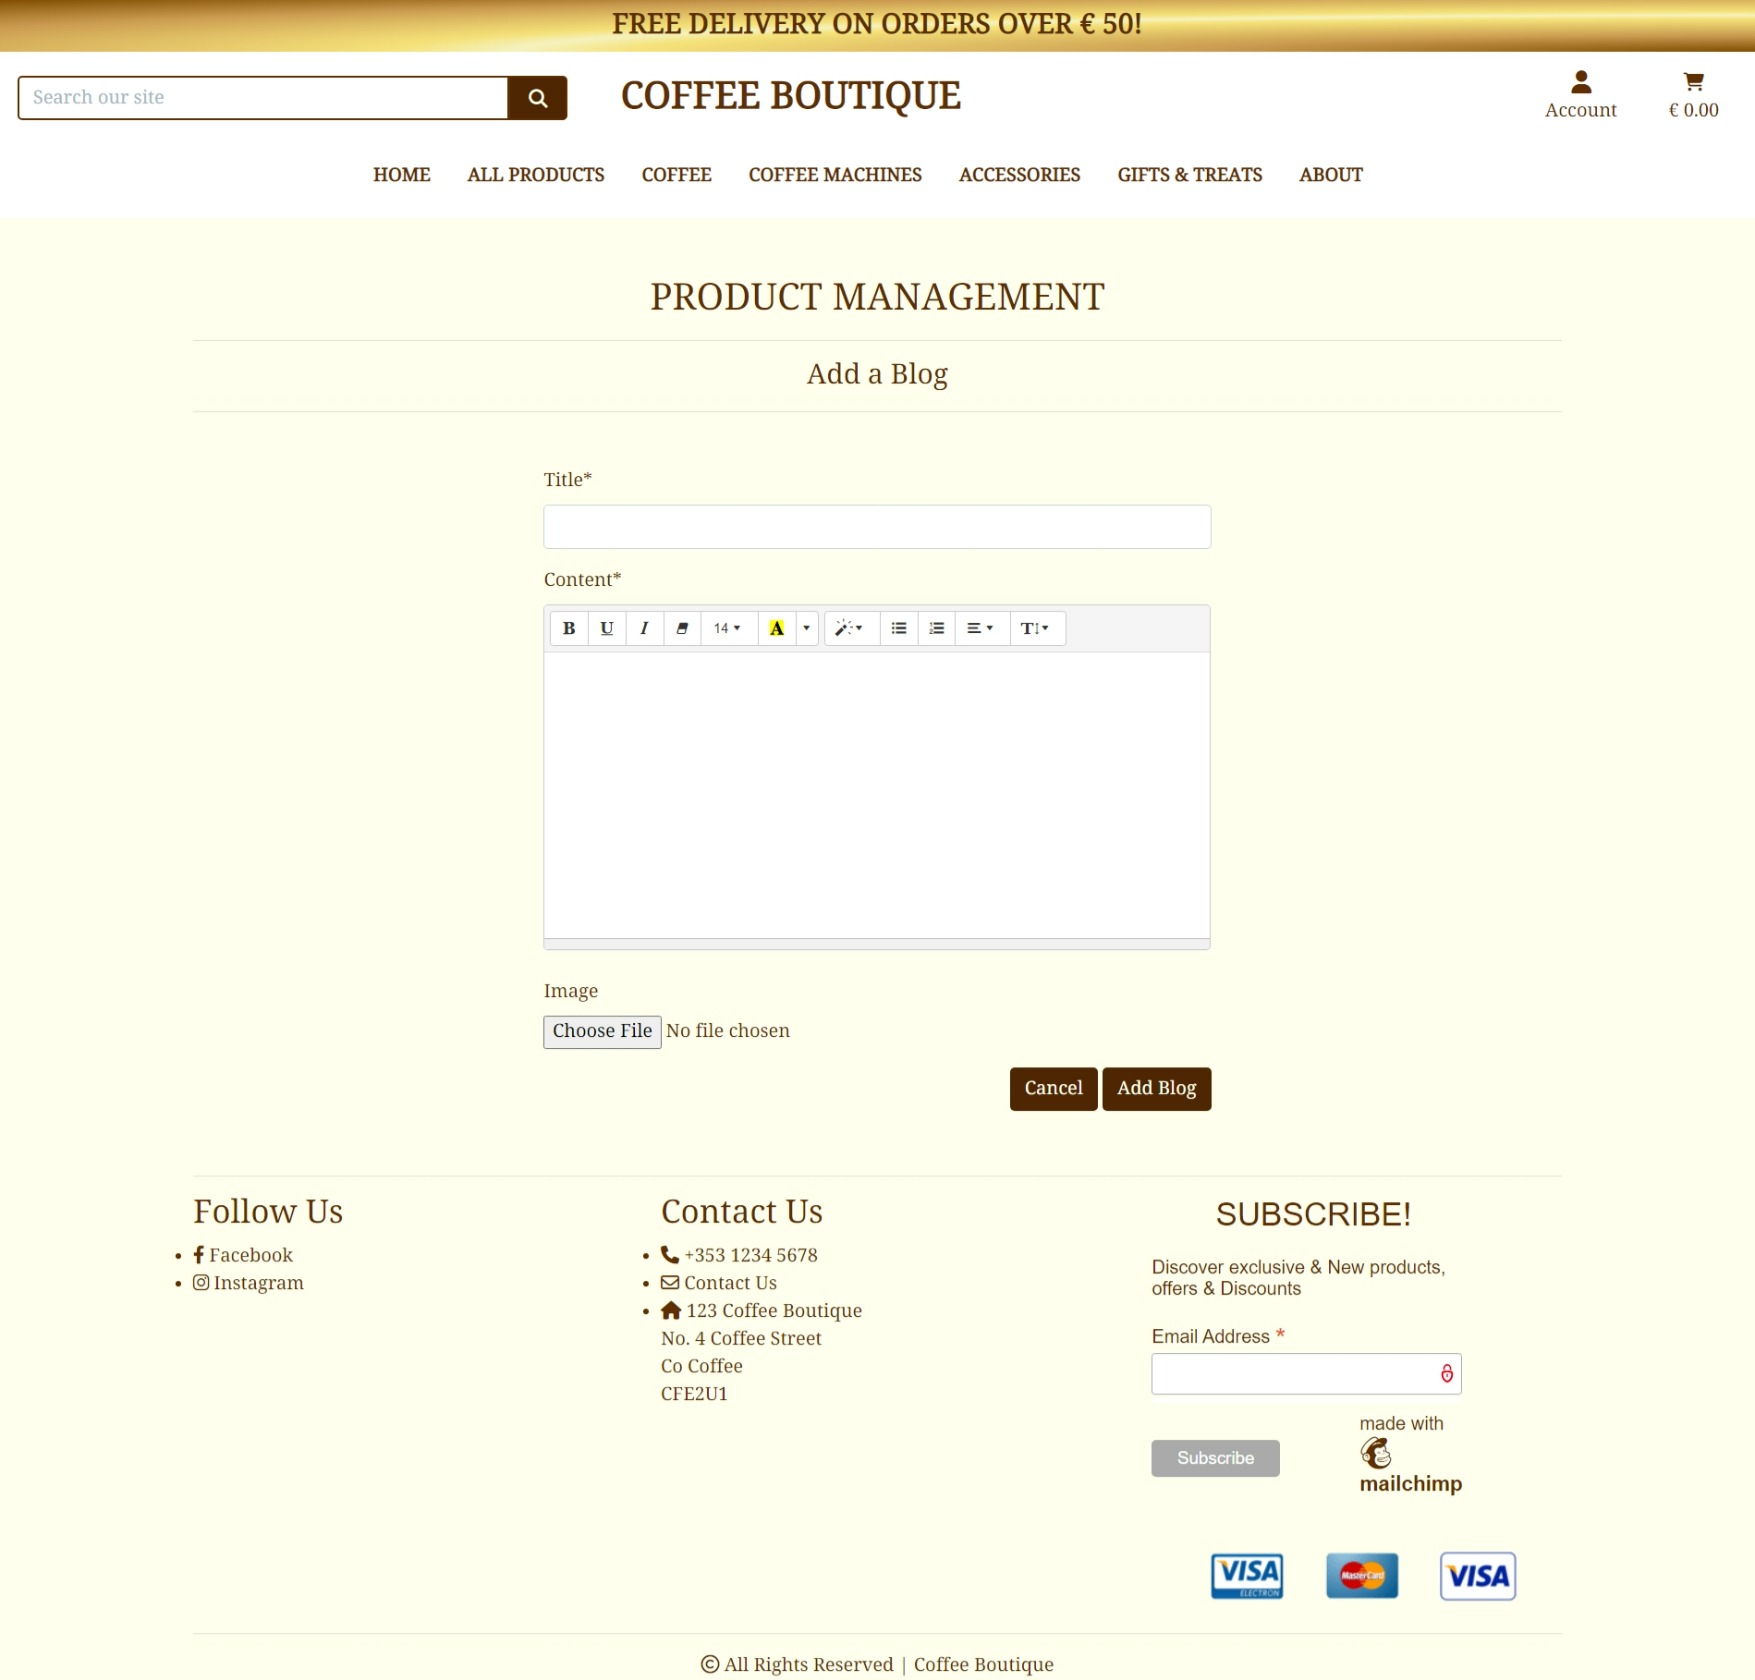 FREE DELIVERY ON ORDERS OVER € 50!
Search our site
COFFEE BOUTIQUE
Account
€ 0.00
HOME ALL PRODUCTS COFFEE COFFEE MACHINES ACCESSORIES GIFTS & TREATS ABOUT
PRODUCT MANAGEMENT
Add a Blog
Title*
Content*
B U I 14 A T
Image
Choose File No file chosen
Cancel Add Blog
Follow Us
Facebook
Instagram
Contact Us
+353 1234 5678
Contact Us
123 Coffee Boutique
No. 4 Coffee Street
Co Coffee
CFE2U1
SUBSCRIBE!
Discover exclusive & New products,
offers & Discounts
Email Address *
Subscribe
made with
mailchimp
VISA
ELECTRON
MasterCard
VISA
© All Rights Reserved | Coffee Boutique